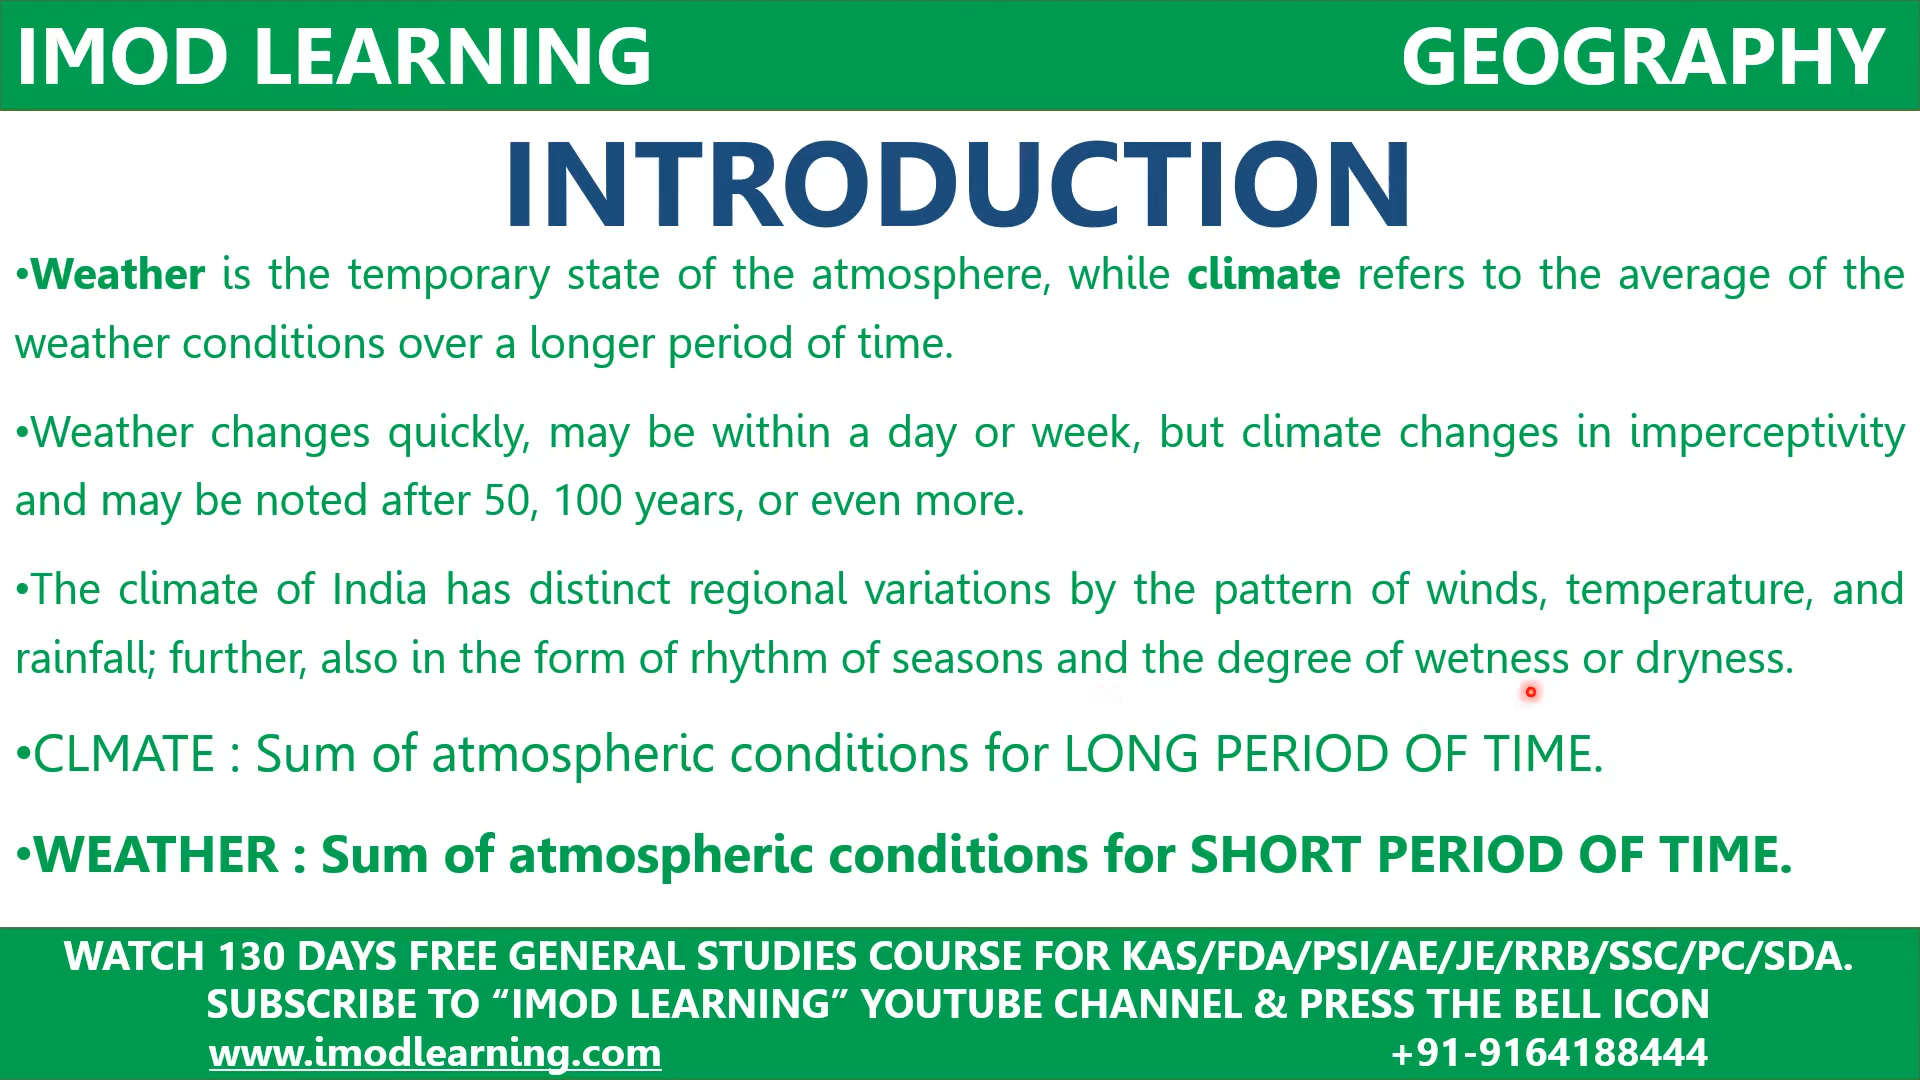 IMOD LEARNING GEOGRAPHY
INTRODUCTION
•Weather is the temporary state of the atmosphere, while climate refers to the average of the
weather conditions over a longer period of time.
•Weather changes quickly, may be within a day or week, but climate changes in imperceptivity
and may be noted after 50, 100 years, or even more.
•The climate of India has distinct regional variations by the pattern of winds, temperature, and
rainfall; further, also in the form of rhythm of seasons and the degree of wetness or dryness.
•CLMATE : Sum of atmospheric conditions for LONG PERIOD OF TIME.
•WEATHER : Sum of atmospheric conditions for SHORT PERIOD OF TIME.
WATCH 130 DAYS FREE GENERAL STUDIES COURSE FOR KAS/FDA/PSI/AE/JE/RRB/SSC/PC/SDA.
SUBSCRIBE TO “IMOD LEARNING” YOUTUBE CHANNEL & PRESS THE BELL ICON
www.imodlearning.com +91-9164188444